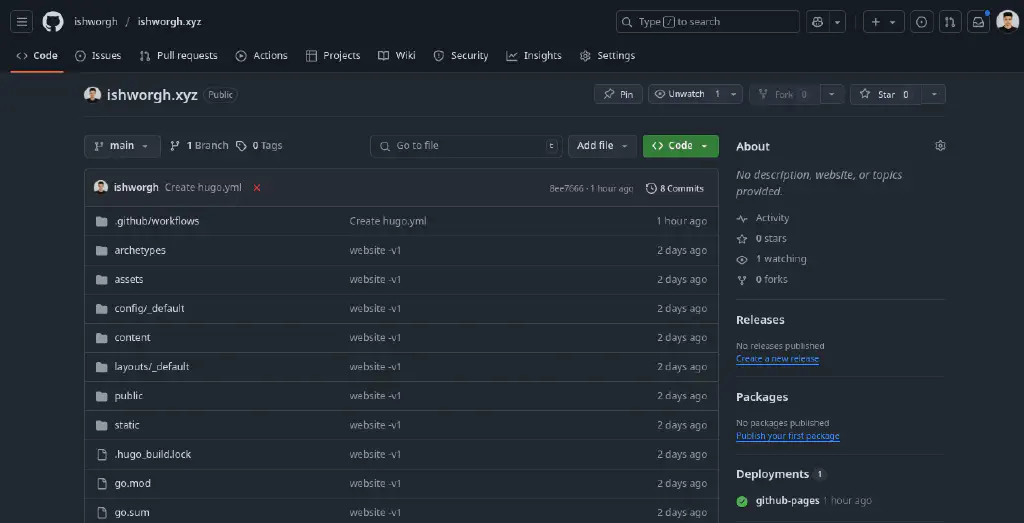 ishworgh / ishworgh.xyz
Type / to search
Code Issues Pull requests Actions Projects Wiki Security Insights Settings
ishworgh.xyz Public
Pin Unwatch 1 Fork 0 Star 0
main 1 Branch 0 Tags Go to file t Add file Code
ishworgh Create hugo.yml 8ee7666 · 1 hour ago 8 Commits
.github/workflows Create hugo.yml 1 hour ago
archetypes website -v1 2 days ago
assets website -v1 2 days ago
config/_default website -v1 2 days ago
content website -v1 2 days ago
layouts/_default website -v1 2 days ago
public website -v1 2 days ago
static website -v1 2 days ago
.hugo_build.lock website -v1 2 days ago
go.mod website -v1 2 days ago
go.sum website -v1 2 days ago
About
No description, website, or topics
provided.
Activity
0 stars
1 watching
0 forks
Releases
No releases published
Create a new release
Packages
No packages published
Publish your first package
Deployments 1
github-pages 1 hour ago